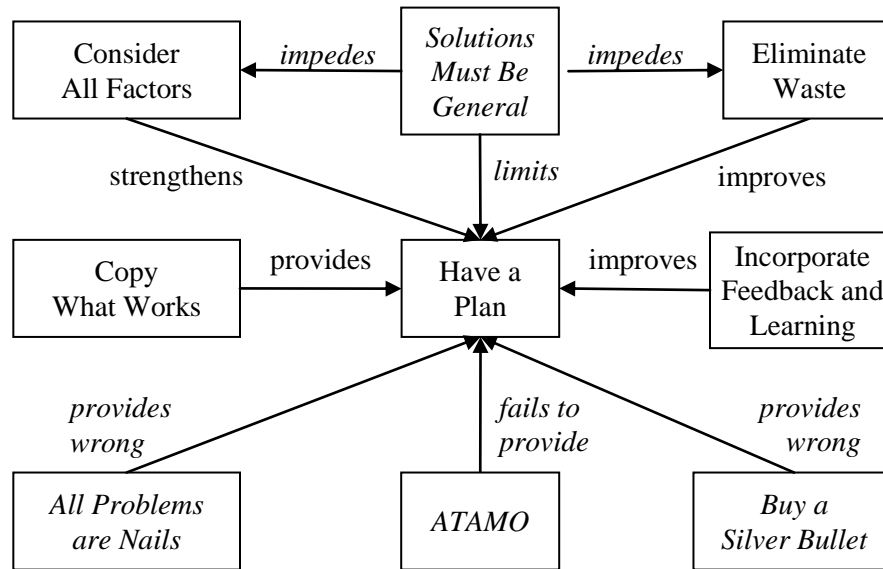 Consider
All Factors
impedes
Solutions
Must Be
General
impedes
Eliminate
Waste
strengthens
limits
improves
Copy
What Works
provides
Have a
Plan
improves
Incorporate
Feedback and
Learning
provides
wrong
fails to
provide
provides
wrong
All Problems
are Nails
ATAMO
Buy a
Silver Bullet